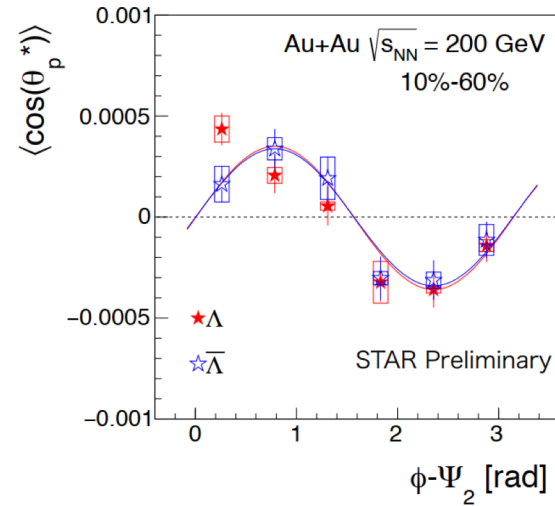 ⟨cos(θp*)⟩
Au+Au √sNN = 200 GeV
10%-60%
0.001
0.0005
0
−0.0005
−0.001
Λ
Λ̅
STAR Preliminary
0 1 2 3
ϕ-Ψ2 [rad]